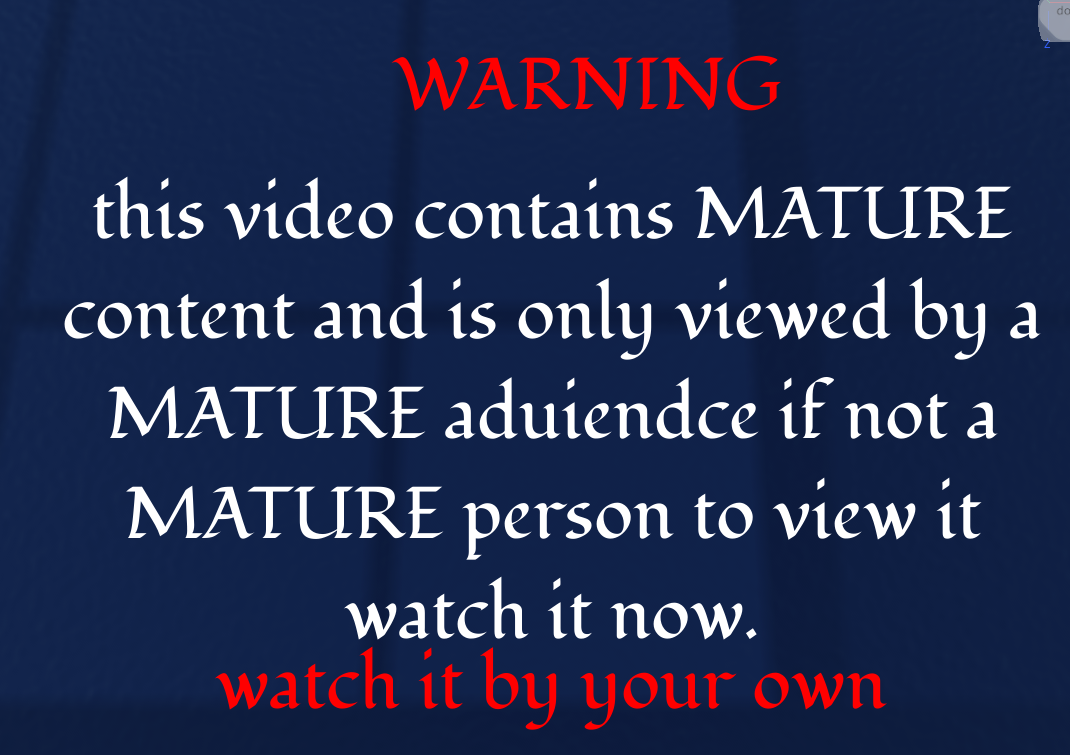 WARNING
this video contains MATURE
content and is only viewed by a
MATURE aduiendce if not a
MATURE person to view it
watch it now.
watch it by your own